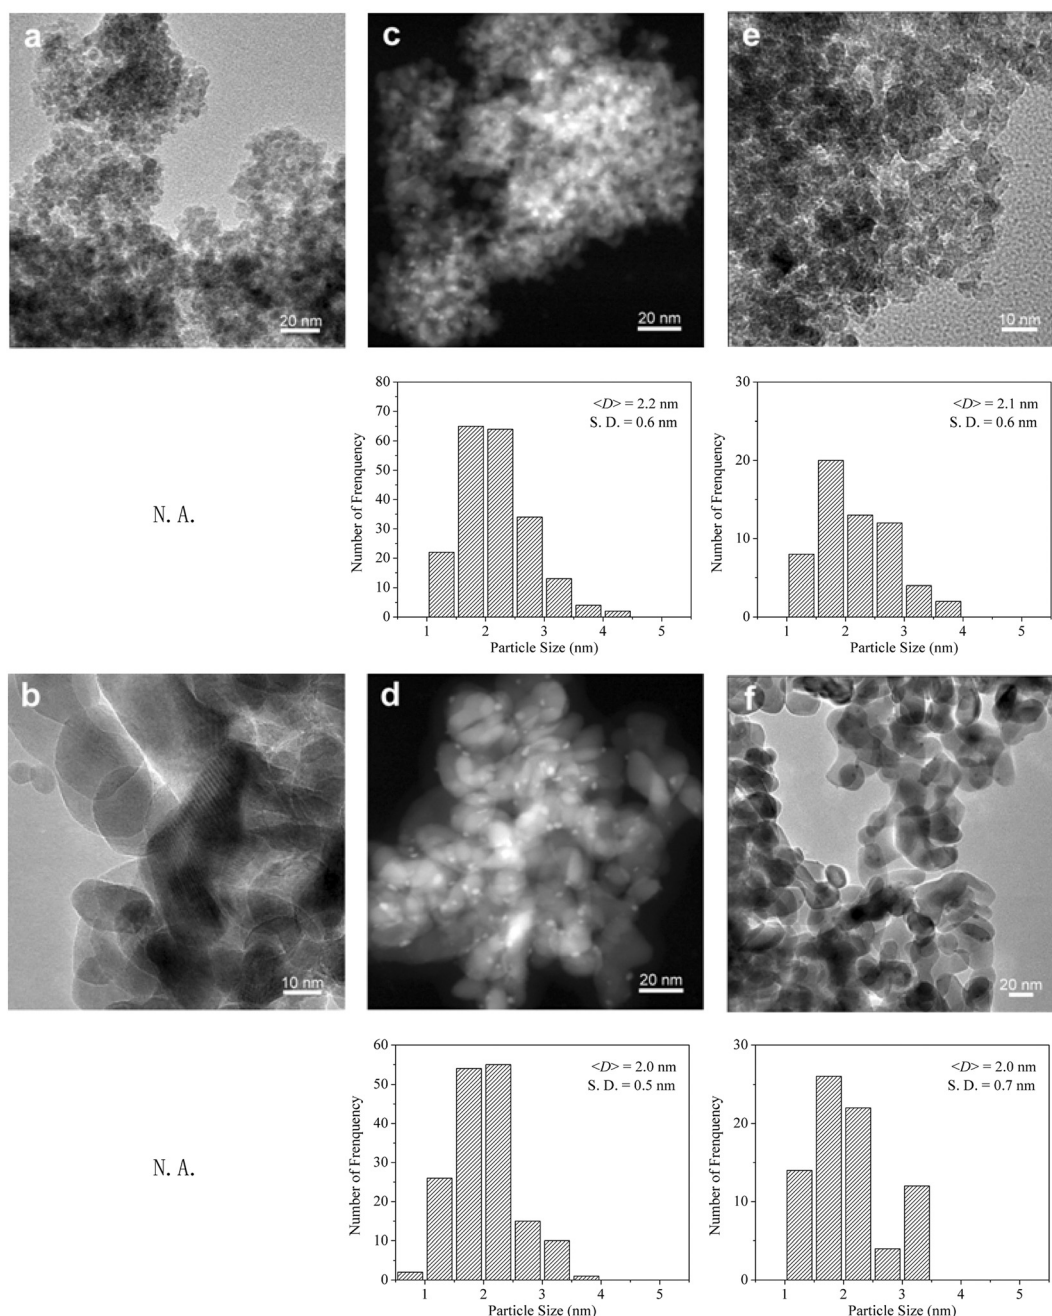 a
c
e
20 nm
20 nm
10 nm
N. A.
80
70
60
50
40
30
20
10
0
Number of Frenquency
<D> = 2.2 nm
S. D. = 0.6 nm
1 2 3 4 5
Particle Size (nm)
30
20
10
0
Number of Frenquency
<D> = 2.1 nm
S. D. = 0.6 nm
1 2 3 4 5
Particle Size (nm)
b
d
f
10 nm
20 nm
20 nm
N. A.
60
50
40
30
20
10
0
Number of Frenquency
<D> = 2.0 nm
S. D. = 0.5 nm
1 2 3 4 5
Particle Size (nm)
30
20
10
0
Number of Frenquency
<D> = 2.0 nm
S. D. = 0.7 nm
1 2 3 4 5
Particle Size (nm)